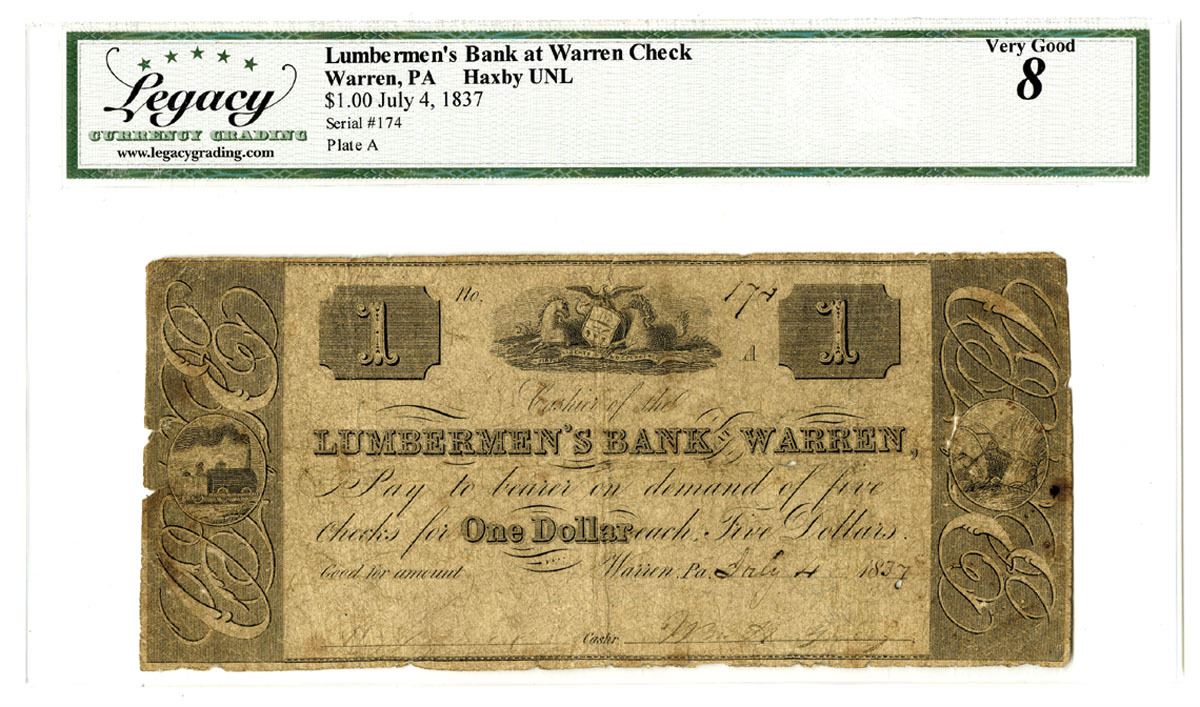 Legacy
CURRENCY GRADING
www.legacygrading.com
Lumbermen's Bank at Warren Check
Warren, PA Haxby UNL
$1.00 July 4, 1837
Serial #174
Plate A
Very Good
8
1 No. 174 1
A
Cashier of the
LUMBERMEN'S BANK AT WARREN,
Pay to bearer on demand of five
checks for One Dollar each, Five Dollars.
Good for amount Warren, Pa. July 4 1837
Cashr.